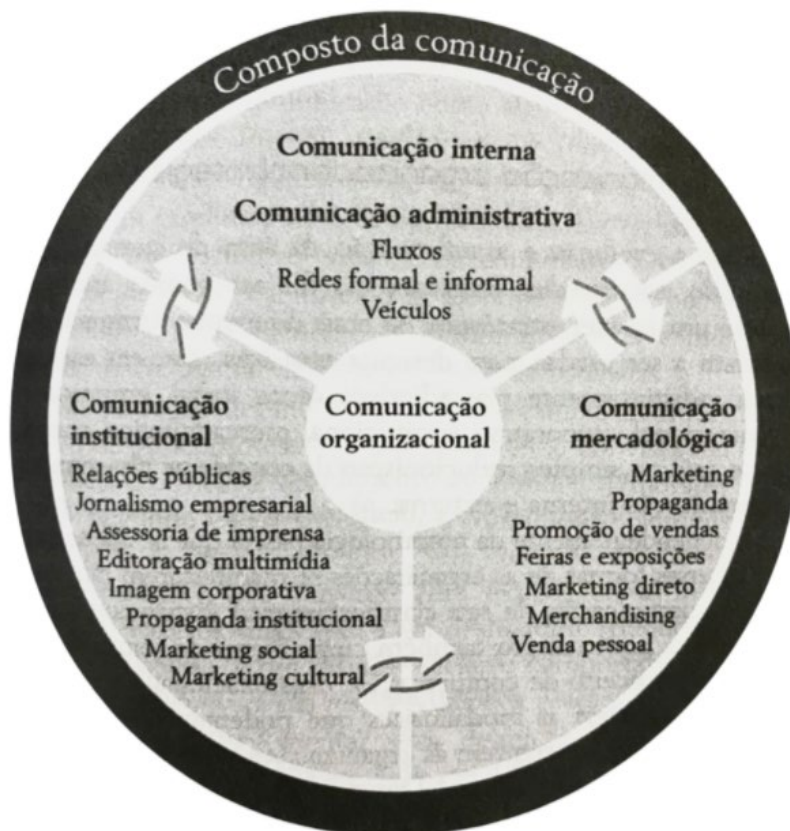 Composto da comunicação
Comunicação interna
Comunicação administrativa
Fluxos
Redes formal e informal
Veículos
Comunicação
institucional
Relações públicas
Jornalismo empresarial
Assessoria de imprensa
Editoração multimídia
Imagem corporativa
Propaganda institucional
Marketing social
Marketing cultural
Comunicação
organizacional
Comunicação
mercadológica
Marketing
Propaganda
Promoção de vendas
Feiras e exposições
Marketing direto
Merchandising
Venda pessoal